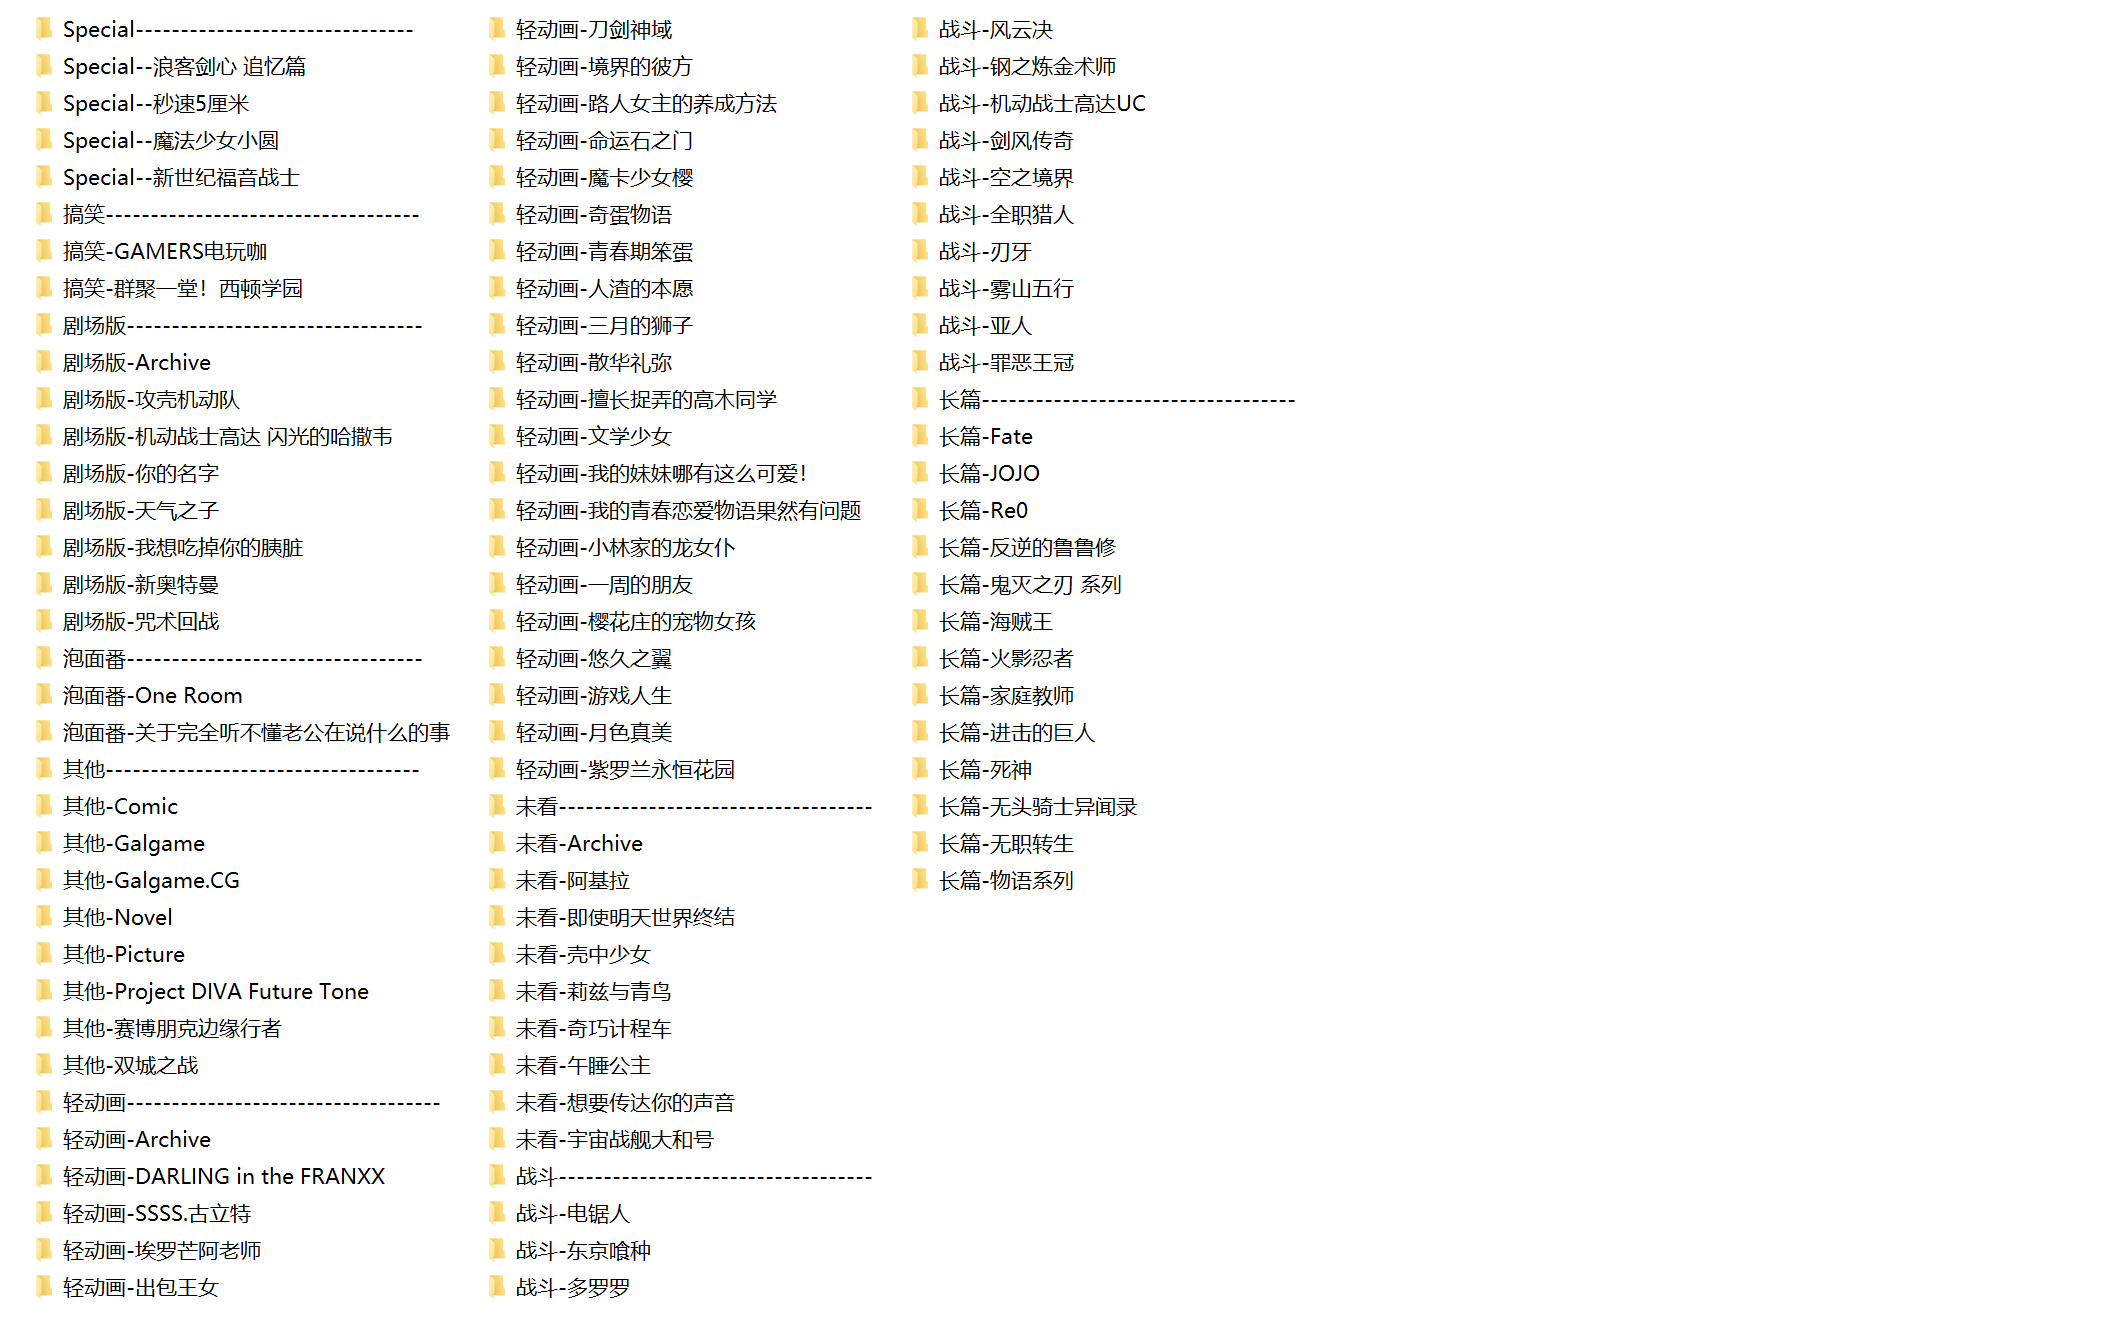 Special-------------------------------
Special--浪客剑心 追忆篇
Special--秒速5厘米
Special--魔法少女小圆
Special--新世纪福音战士
搞笑-----------------------------------
搞笑-GAMERS电玩咖
搞笑-群聚一堂！西顿学园
剧场版---------------------------------
剧场版-Archive
剧场版-攻壳机动队
剧场版-机动战士高达 闪光的哈撒韦
剧场版-你的名字
剧场版-天气之子
剧场版-我想吃掉你的胰脏
剧场版-新奥特曼
剧场版-咒术回战
泡面番---------------------------------
泡面番-One Room
泡面番-关于完全听不懂老公在说什么的事
其他-----------------------------------
其他-Comic
其他-Galgame
其他-Galgame.CG
其他-Novel
其他-Picture
其他-Project DIVA Future Tone
其他-赛博朋克边缘行者
其他-双城之战
轻动画-----------------------------------
轻动画-Archive
轻动画-DARLING in the FRANXX
轻动画-SSSS.古立特
轻动画-埃罗芒阿老师
轻动画-出包王女
轻动画-刀剑神域
轻动画-境界的彼方
轻动画-路人女主的养成方法
轻动画-命运石之门
轻动画-魔卡少女樱
轻动画-奇蛋物语
轻动画-青春期笨蛋
轻动画-人渣的本愿
轻动画-三月的狮子
轻动画-散华礼弥
轻动画-擅长捉弄的高木同学
轻动画-文学少女
轻动画-我的妹妹哪有这么可爱！
轻动画-我的青春恋爱物语果然有问题
轻动画-小林家的龙女仆
轻动画-一周的朋友
轻动画-樱花庄的宠物女孩
轻动画-悠久之翼
轻动画-游戏人生
轻动画-月色真美
轻动画-紫罗兰永恒花园
未看-----------------------------------
未看-Archive
未看-阿基拉
未看-即使明天世界终结
未看-壳中少女
未看-莉兹与青鸟
未看-奇巧计程车
未看-午睡公主
未看-想要传达你的声音
未看-宇宙战舰大和号
战斗-----------------------------------
战斗-电锯人
战斗-东京喰种
战斗-多罗罗
战斗-风云决
战斗-钢之炼金术师
战斗-机动战士高达UC
战斗-剑风传奇
战斗-空之境界
战斗-全职猎人
战斗-刃牙
战斗-雾山五行
战斗-亚人
战斗-罪恶王冠
长篇-----------------------------------
长篇-Fate
长篇-JOJO
长篇-Re0
长篇-反逆的鲁鲁修
长篇-鬼灭之刃 系列
长篇-海贼王
长篇-火影忍者
长篇-家庭教师
长篇-进击的巨人
长篇-死神
长篇-无头骑士异闻录
长篇-无职转生
长篇-物语系列